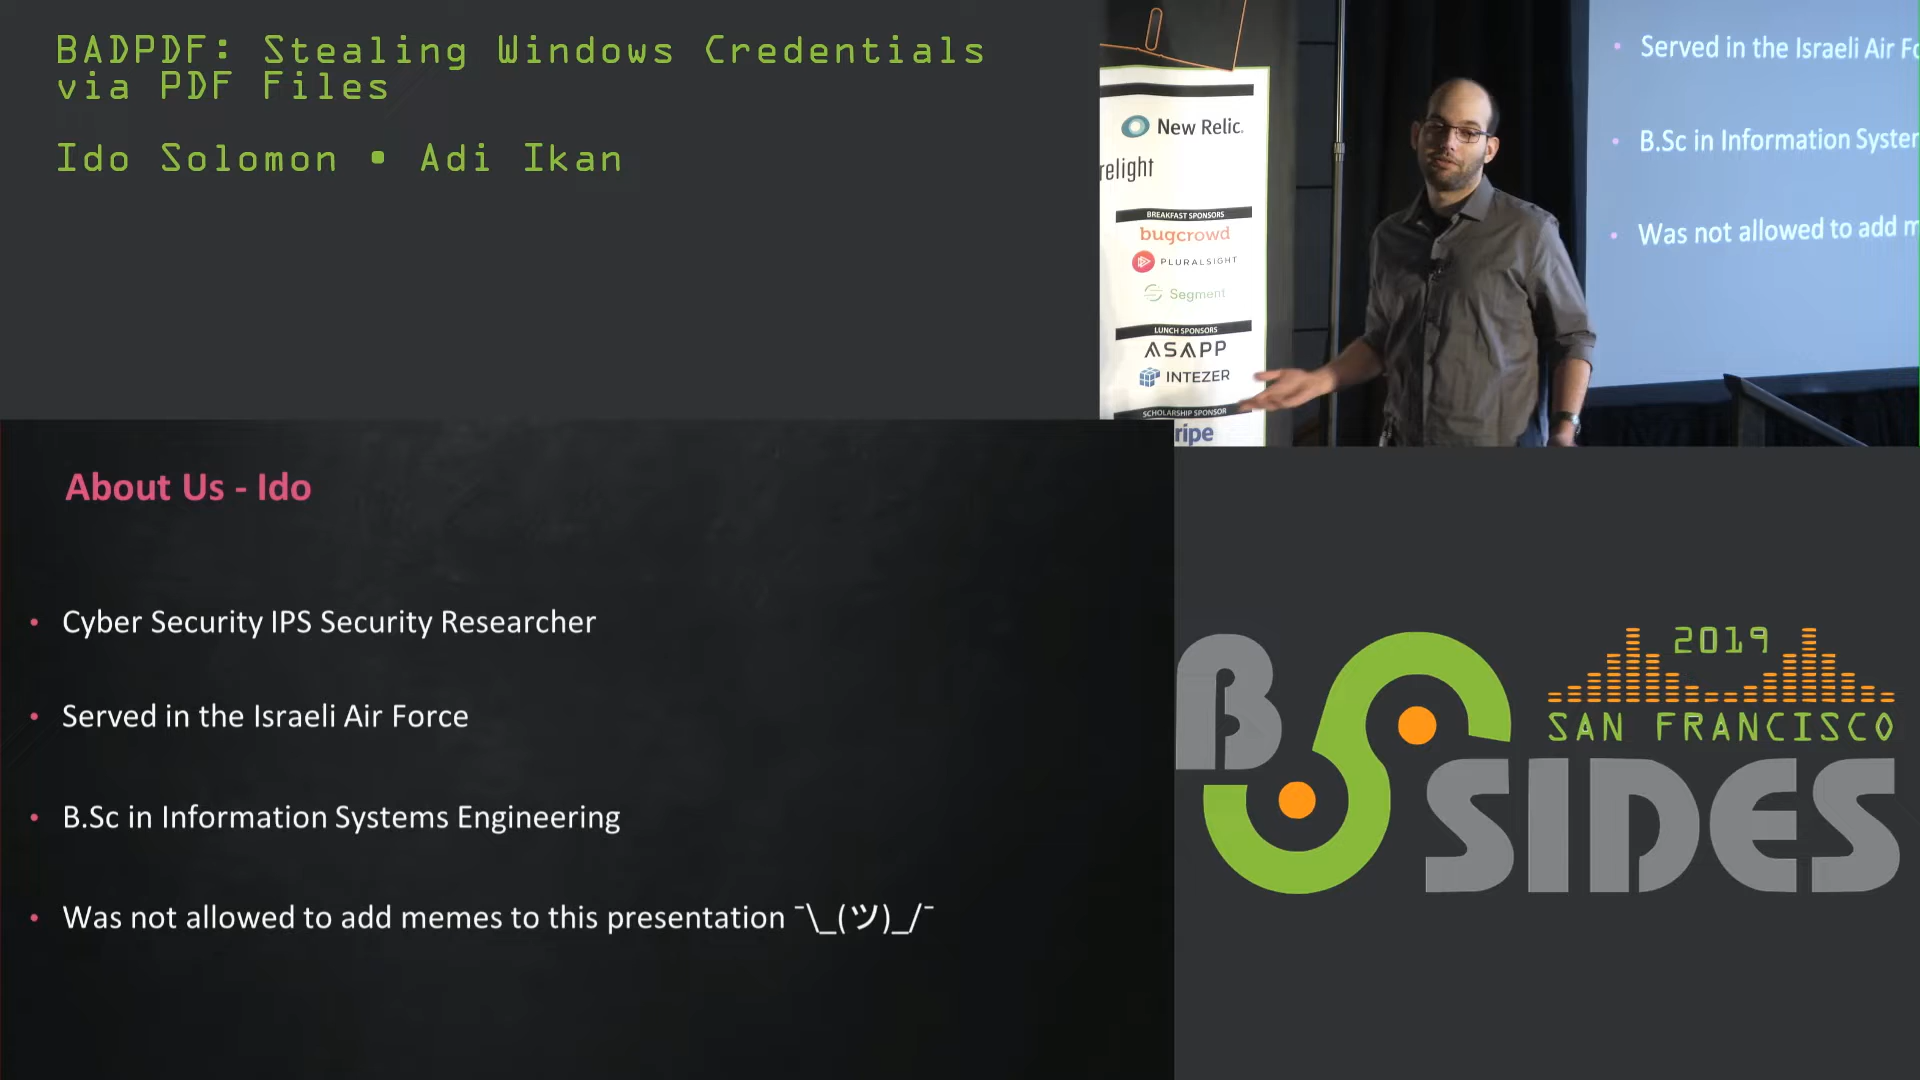 BADPDF: Stealing Windows Credentials
via PDF Files
Ido Solomon • Adi Ikan
New Relic.
relight
BREAKFAST SPONSORS
bugcrowd
PLURALSIGHT
Segment
LUNCH SPONSORS
ASAPP
INTEZER
SCHOLARSHIP SPONSOR
ripe
• Served in the Israeli Air Fo
• B.Sc in Information System
• Was not allowed to add m
About Us - Ido
• Cyber Security IPS Security Researcher
• Served in the Israeli Air Force
• B.Sc in Information Systems Engineering
• Was not allowed to add memes to this presentation ¯\_(ツ)_/¯
2019
SAN FRANCISCO
B SIDES